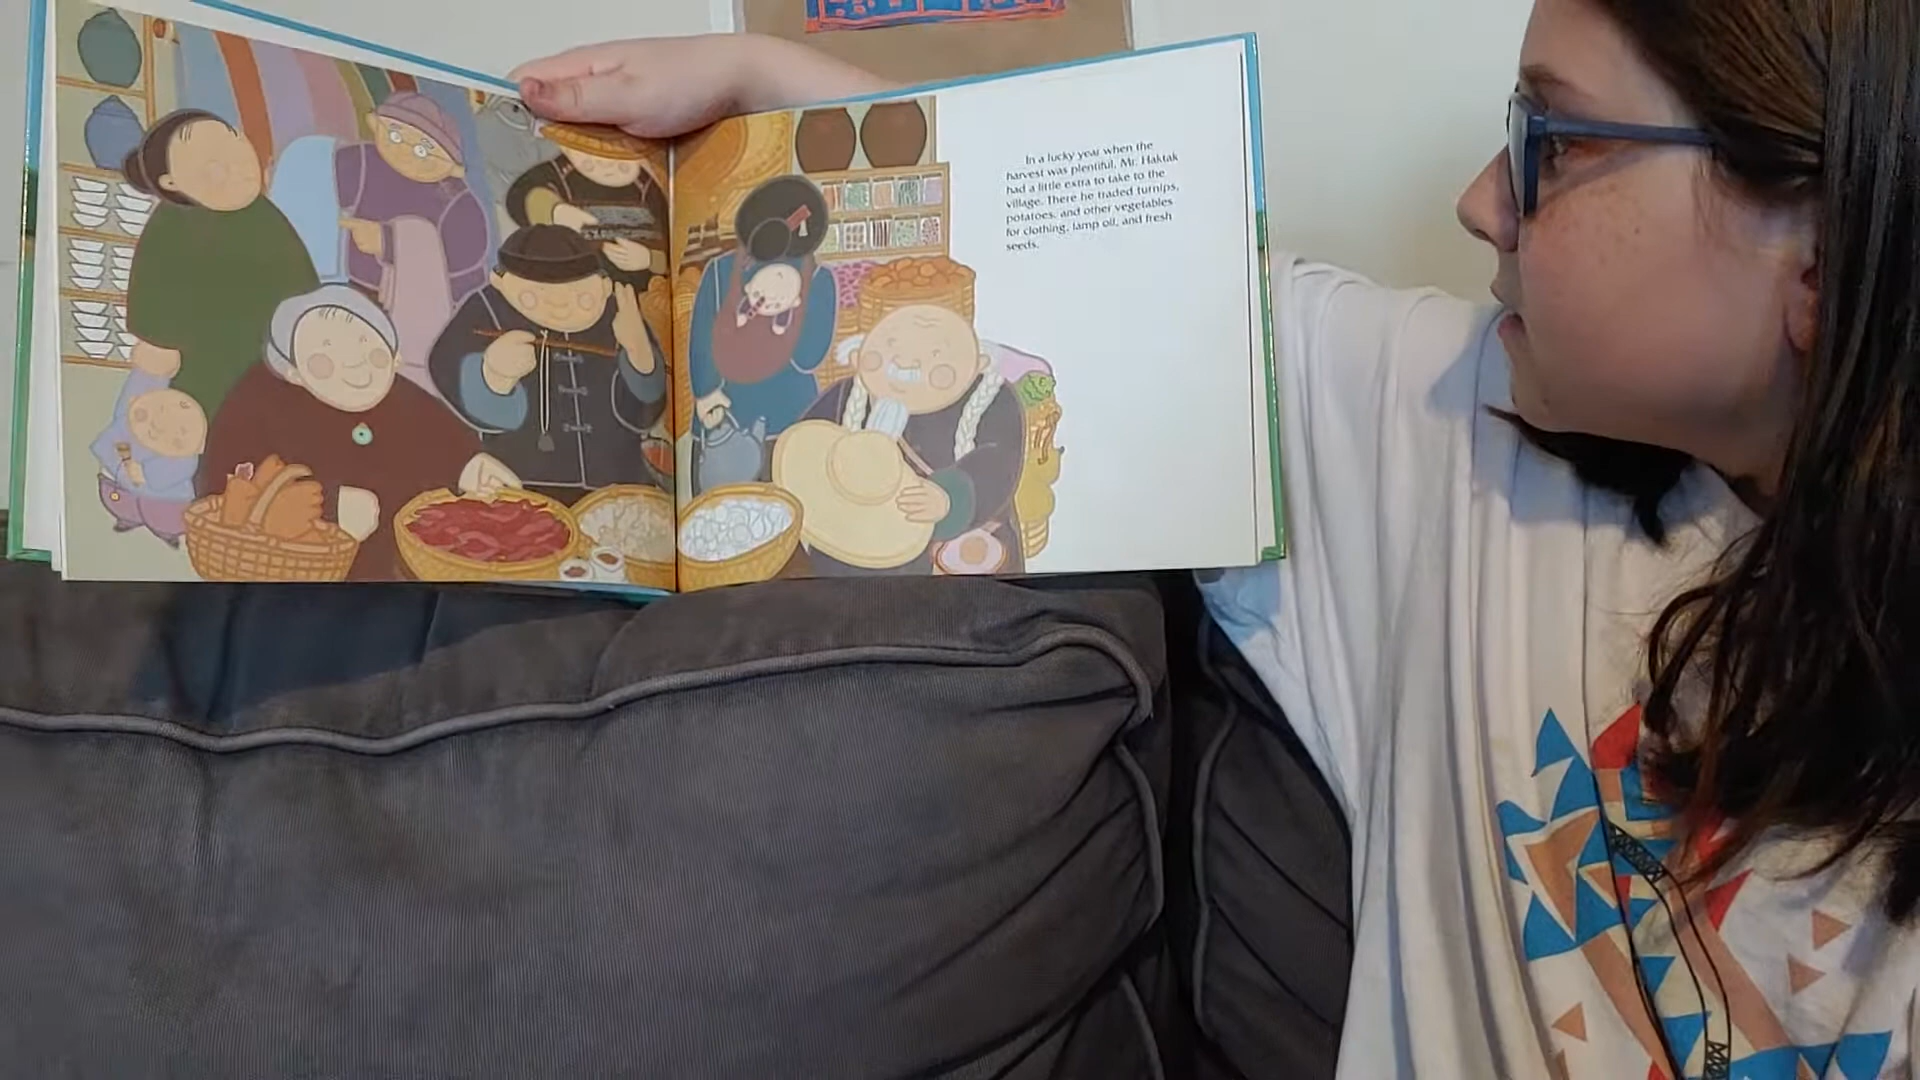 In a lucky year when the
harvest was plentiful, Mr. Haktak
had a little extra to take to the
village. There he traded turnips,
potatoes, and other vegetables
for clothing, lamp oil, and fresh
seeds.